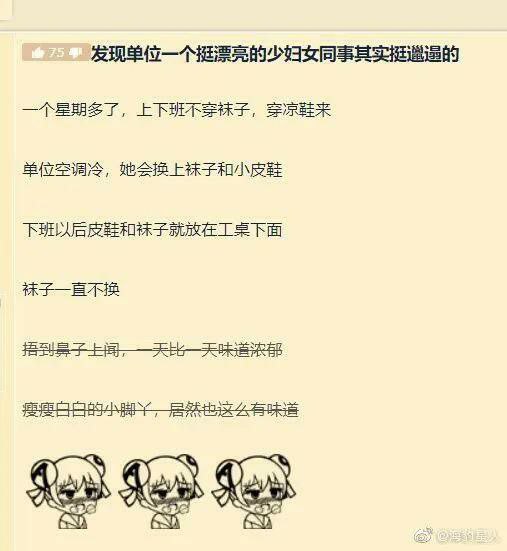 75
发现单位一个挺漂亮的少妇女同事其实挺邋遢的
一个星期多了，上下班不穿袜子，穿凉鞋来
单位空调冷，她会换上袜子和小皮鞋
下班以后皮鞋和袜子就放在工桌下面
袜子一直不换
捂到鼻子上闻，一天比一天味道浓郁
瘦瘦白白的小脚丫，居然也这么有味道
@海豹星人